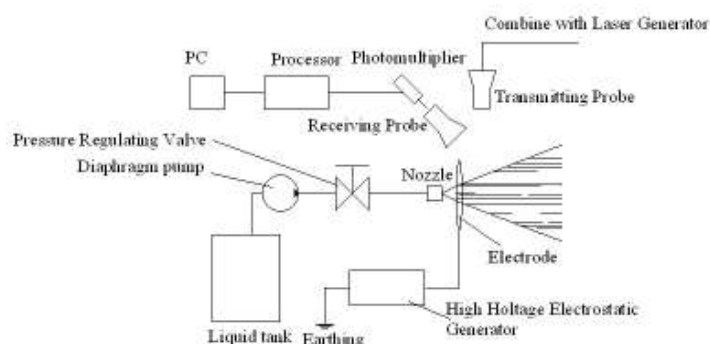 Combine with Laser Generator
PC
Processor
Photomultiplier
Transmitting Probe
Receiving Probe
Pressure Regulating Valve
Diaphragm pump
Nozzle
Electrode
High Holtage Electrostatic
Generator
Liquid tank
Earthing